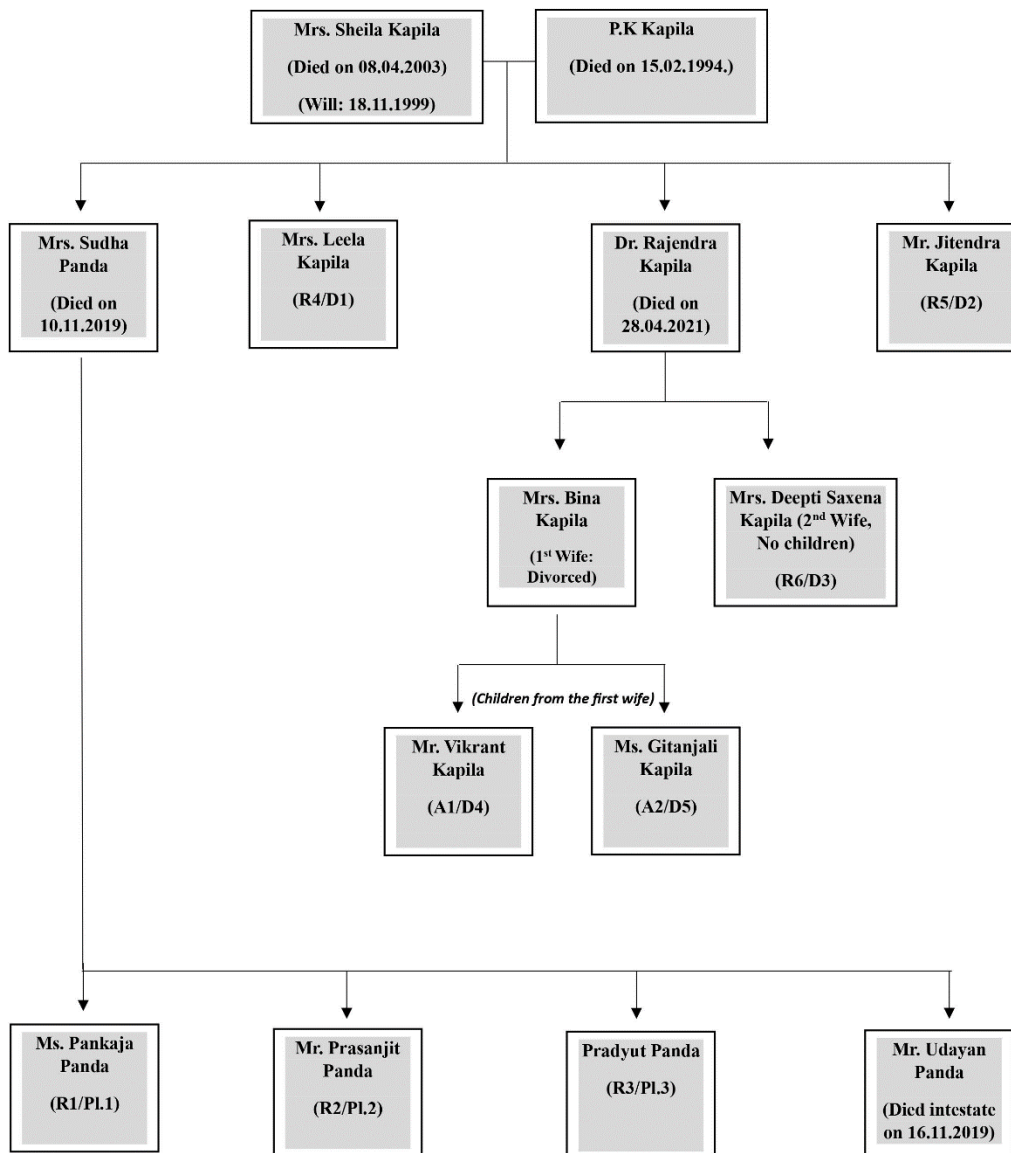 Mrs. Sheila Kapila
(Died on 08.04.2003)
(Will: 18.11.1999)
P.K Kapila
(Died on 15.02.1994.)
Mrs. Sudha
Panda
(Died on
10.11.2019)
Mrs. Leela
Kapila
(R4/D1)
Dr. Rajendra
Kapila
(Died on
28.04.2021)
Mr. Jitendra
Kapila
(R5/D2)
Mrs. Bina
Kapila
(1st Wife:
Divorced)
Mrs. Deepti Saxena
Kapila (2nd Wife,
No children)
(R6/D3)
(Children from the first wife)
Mr. Vikrant
Kapila
(A1/D4)
Ms. Gitanjali
Kapila
(A2/D5)
Ms. Pankaja
Panda
(R1/Pl.1)
Mr. Prasanjit
Panda
(R2/Pl.2)
Pradyut Panda
(R3/Pl.3)
Mr. Udayan
Panda
(Died intestate
on 16.11.2019)